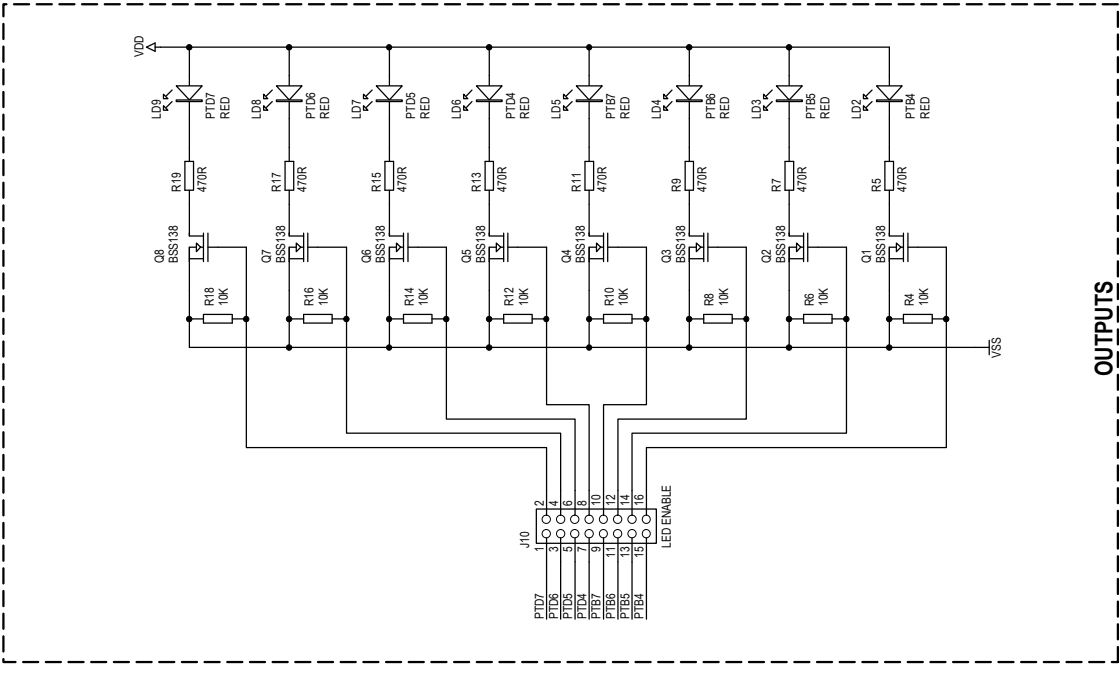 VDD
LD9
PTD7
RED
LD8
PTD6
RED
LD7
PTD5
RED
LD6
PTD4
RED
LD5
PTB7
RED
LD4
PTB6
RED
LD3
PTB5
RED
LD2
PTB4
RED
R19
470R
R17
470R
R15
470R
R13
470R
R11
470R
R9
470R
R7
470R
R5
470R
Q8
BSS138
Q7
BSS138
Q6
BSS138
Q5
BSS138
Q4
BSS138
Q3
BSS138
Q2
BSS138
Q1
BSS138
R18
10K
R16
10K
R14
10K
R12
10K
R10
10K
R8
10K
R6
10K
R4
10K
VSS
OUTPUTS
J10
2
4
6
8
10
12
14
16
1
3
5
7
9
11
13
15
LED ENABLE
PTD7
PTD6
PTD5
PTD4
PTB7
PTB6
PTB5
PTB4